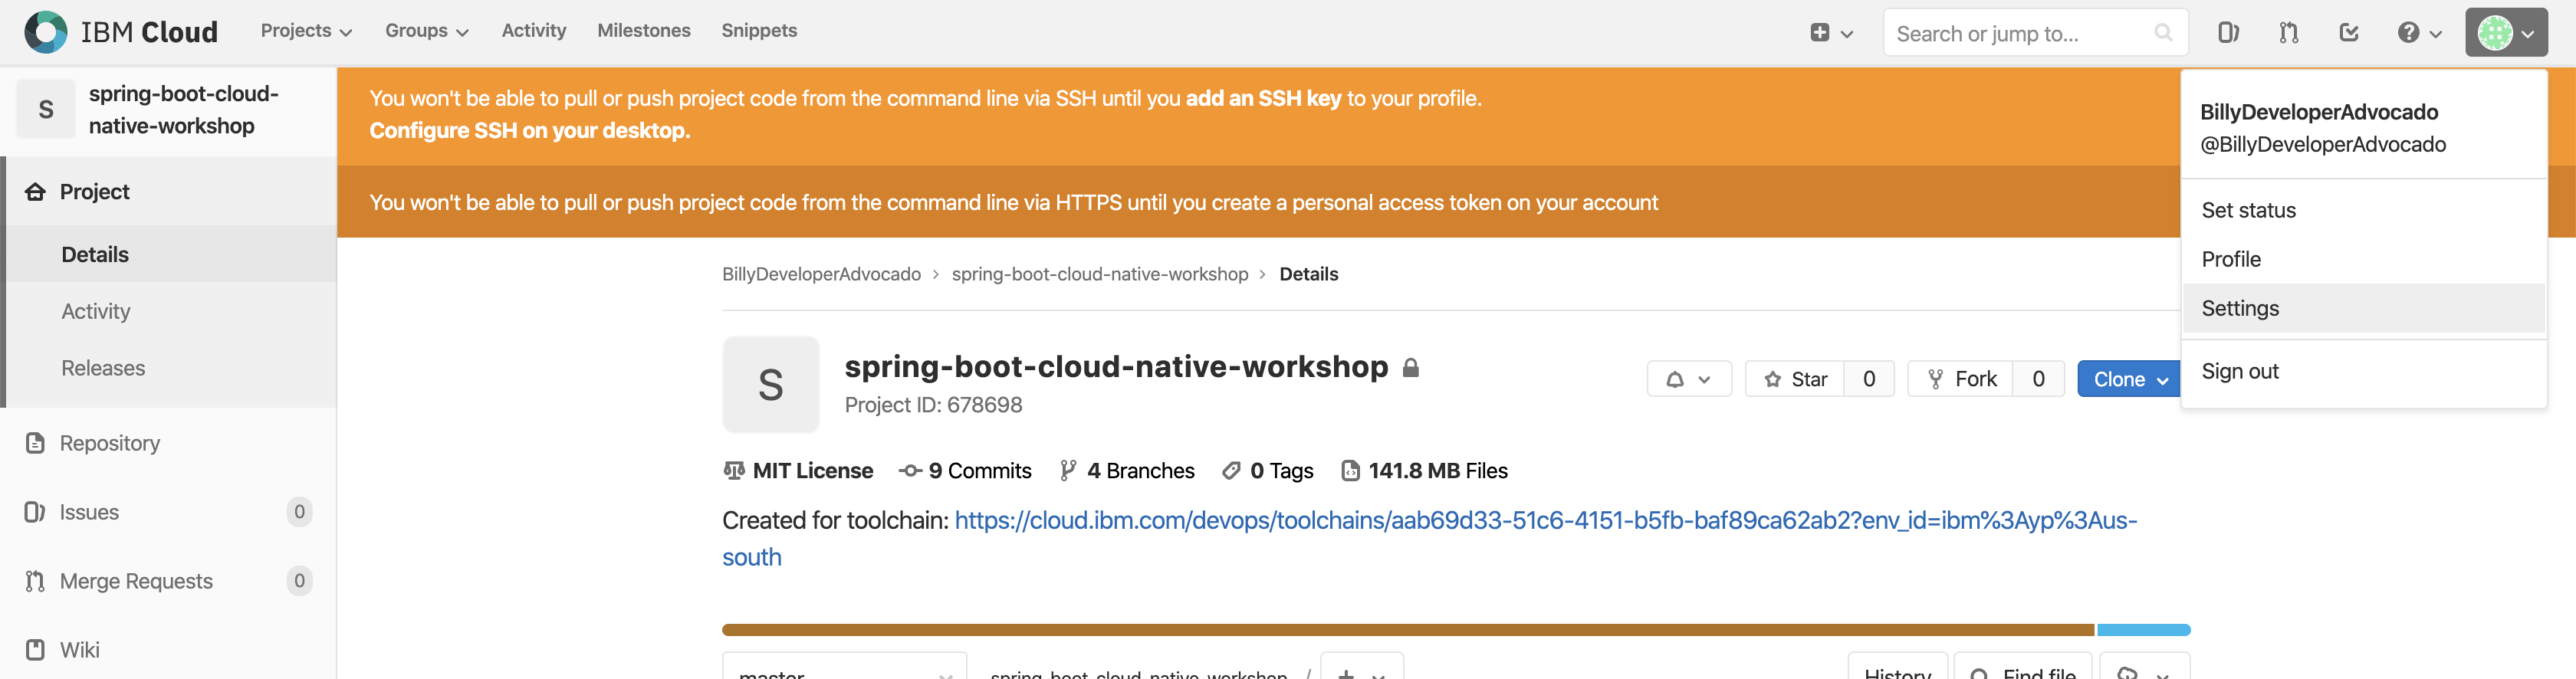 IBM Cloud Projects Groups Activity Milestones Snippets Search or jump to...
spring-boot-cloud-
native-workshop
S
Project
Details
Activity
Releases
Repository
Issues 0
Merge Requests 0
Wiki
You won't be able to pull or push project code from the command line via SSH until you add an SSH key to your profile.
Configure SSH on your desktop.
You won't be able to pull or push project code from the command line via HTTPS until you create a personal access token on your account
BillyDeveloperAdvocado > spring-boot-cloud-native-workshop > Details
S
spring-boot-cloud-native-workshop
Project ID: 678698
Star 0 Fork 0 Clone
MIT License 9 Commits 4 Branches 0 Tags 141.8 MB Files
Created for toolchain: https://cloud.ibm.com/devops/toolchains/aab69d33-51c6-4151-b5fb-baf89ca62ab2?env_id=ibm%3Ayp%3Aus-
south
master spring-boot-cloud-native-workshop / + History Find file
BillyDeveloperAdvocado
@BillyDeveloperAdvocado
Set status
Profile
Settings
Sign out